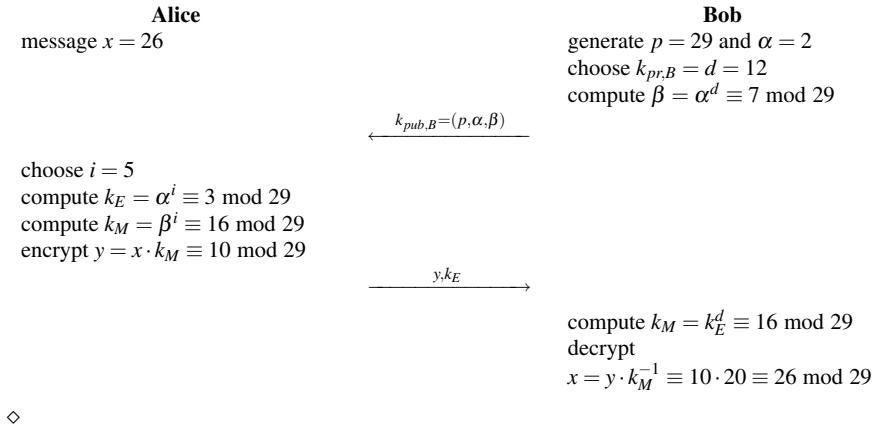 Alice Bob
message x = 26 generate p = 29 and α = 2
choose k_{pr,B} = d = 12
compute β = α^d ≡ 7 mod 29
k_{pub,B}=(p,α,β)
choose i = 5
compute k_E = α^i ≡ 3 mod 29
compute k_M = β^i ≡ 16 mod 29
encrypt y = x · k_M ≡ 10 mod 29
y,k_E
compute k_M = k_E^d ≡ 16 mod 29
decrypt
x = y · k_M^{-1} ≡ 10 · 20 ≡ 26 mod 29
⋄